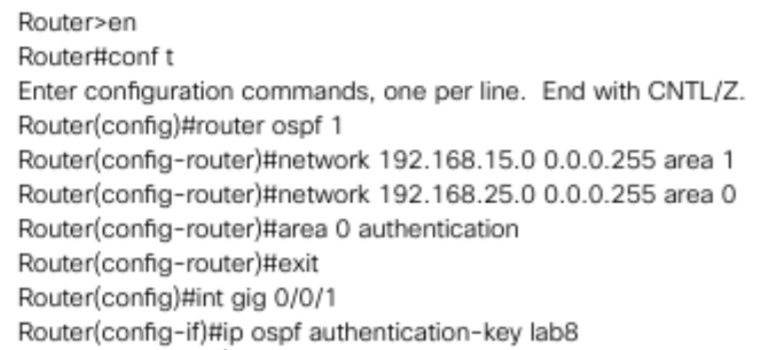 Router>en
Router#conf t
Enter configuration commands, one per line.  End with CNTL/Z.
Router(config)#router ospf 1
Router(config-router)#network 192.168.15.0 0.0.0.255 area 1
Router(config-router)#network 192.168.25.0 0.0.0.255 area 0
Router(config-router)#area 0 authentication
Router(config-router)#exit
Router(config)#int gig 0/0/1
Router(config-if)#ip ospf authentication-key lab8